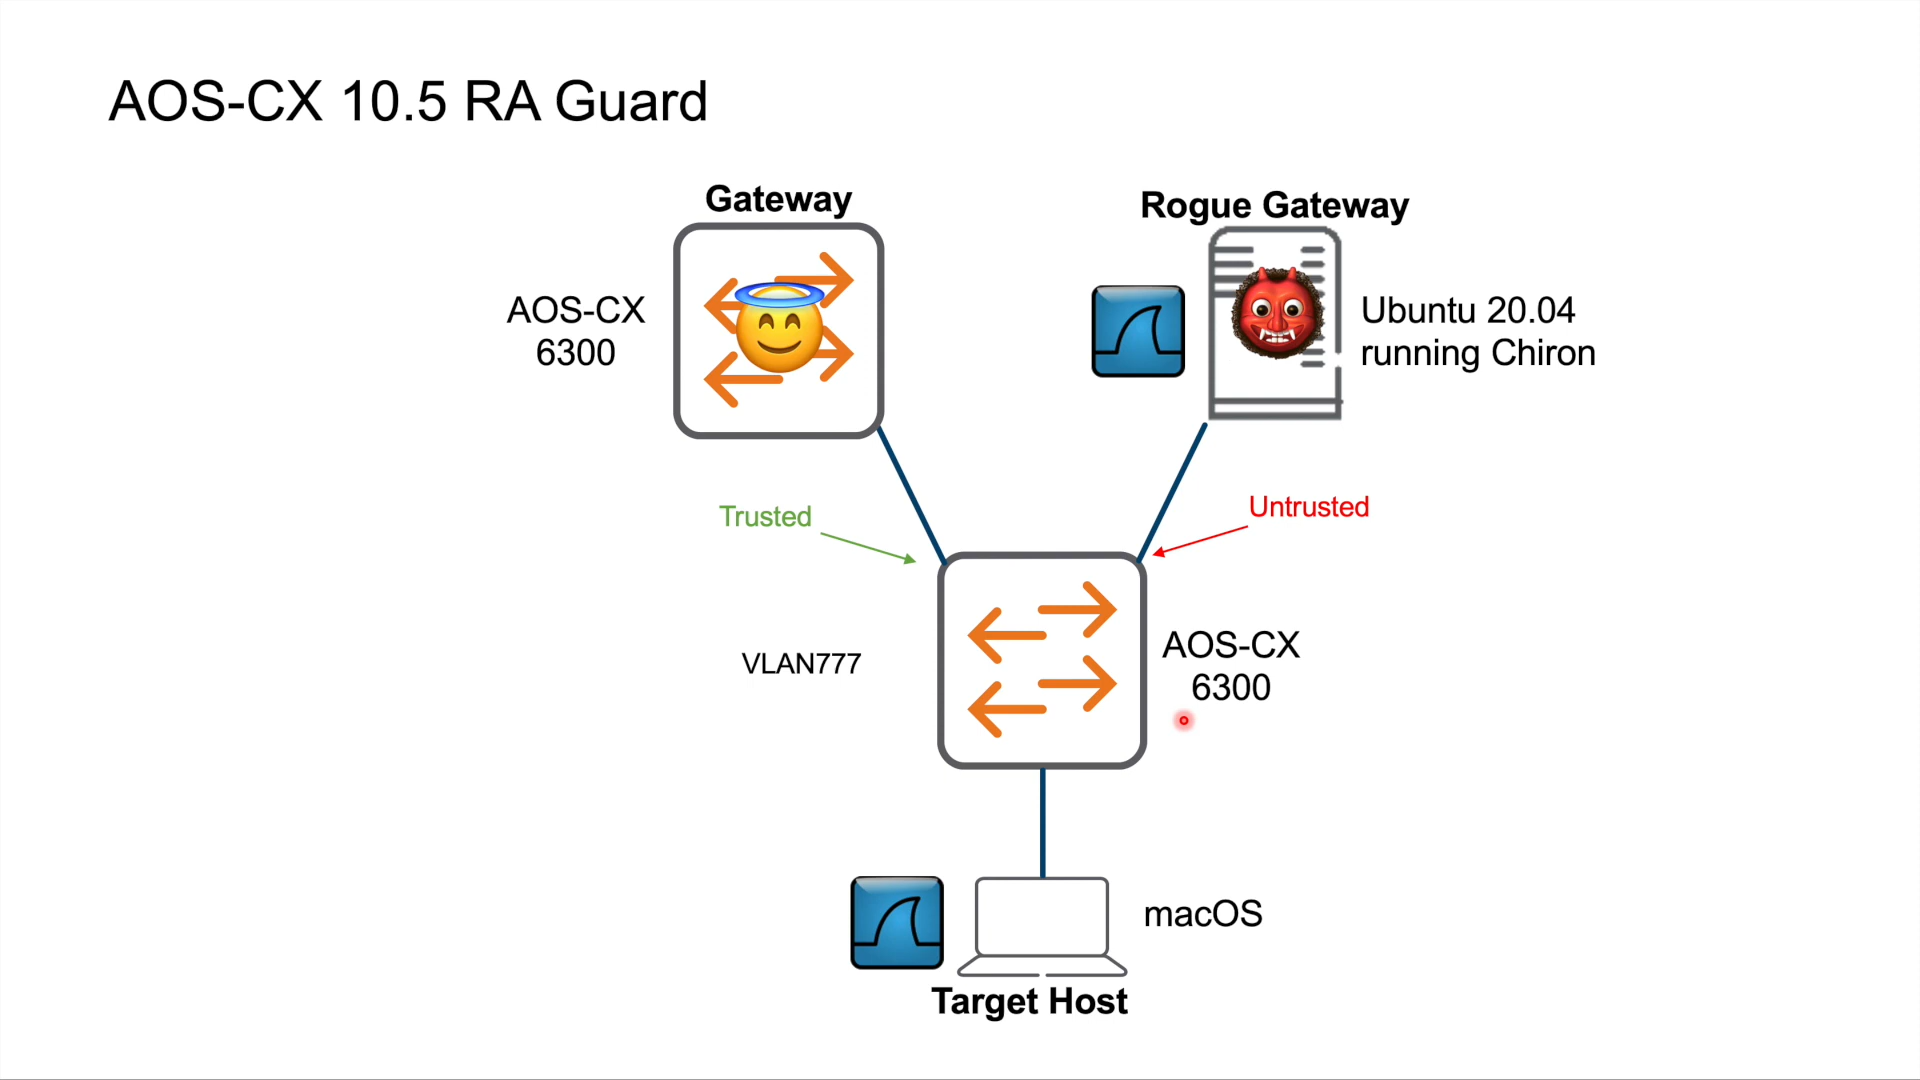 AOS-CX 10.5 RA Guard
Gateway
Rogue Gateway
AOS-CX
6300
Ubuntu 20.04
running Chiron
Trusted
Untrusted
VLAN777
AOS-CX
6300
macOS
Target Host